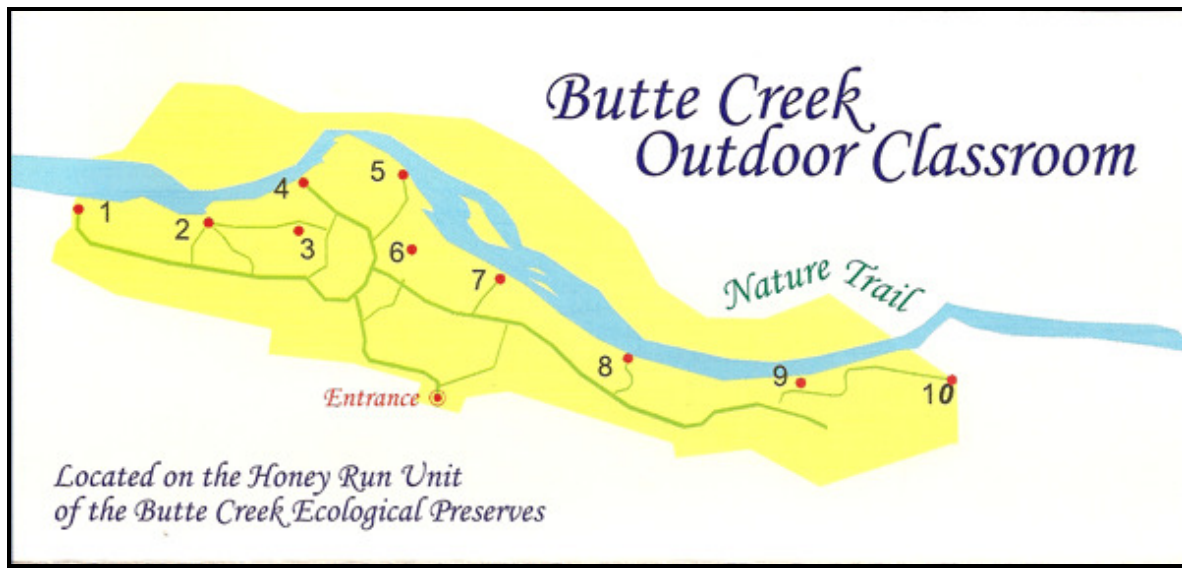 Butte Creek
Outdoor Classroom
Nature Trail
1
2
3
4
5
6
7
8
9
10
Entrance
Located on the Honey Run Unit
of the Butte Creek Ecological Preserves